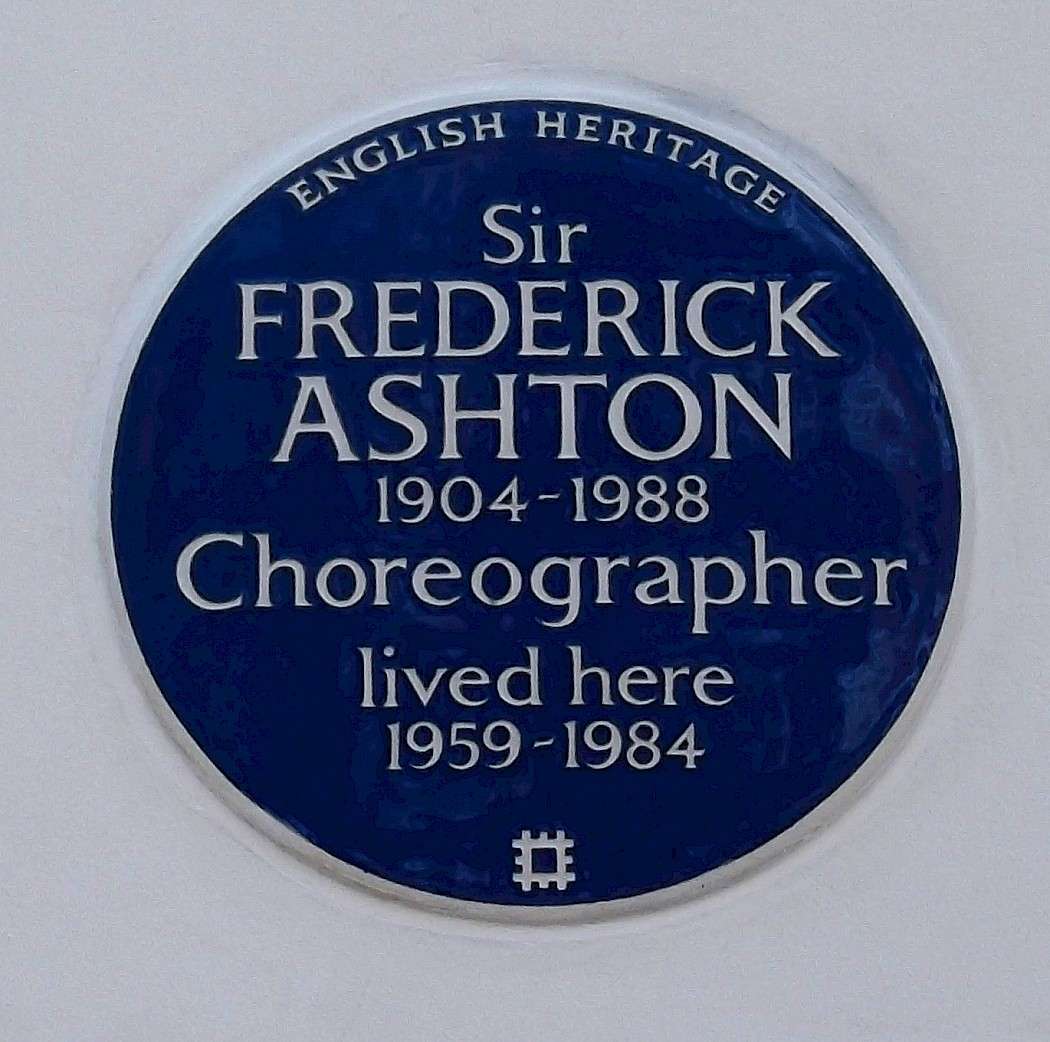 ENGLISH HERITAGE
Sir
FREDERICK
ASHTON
1904-1988
Choreographer
lived here
1959-1984